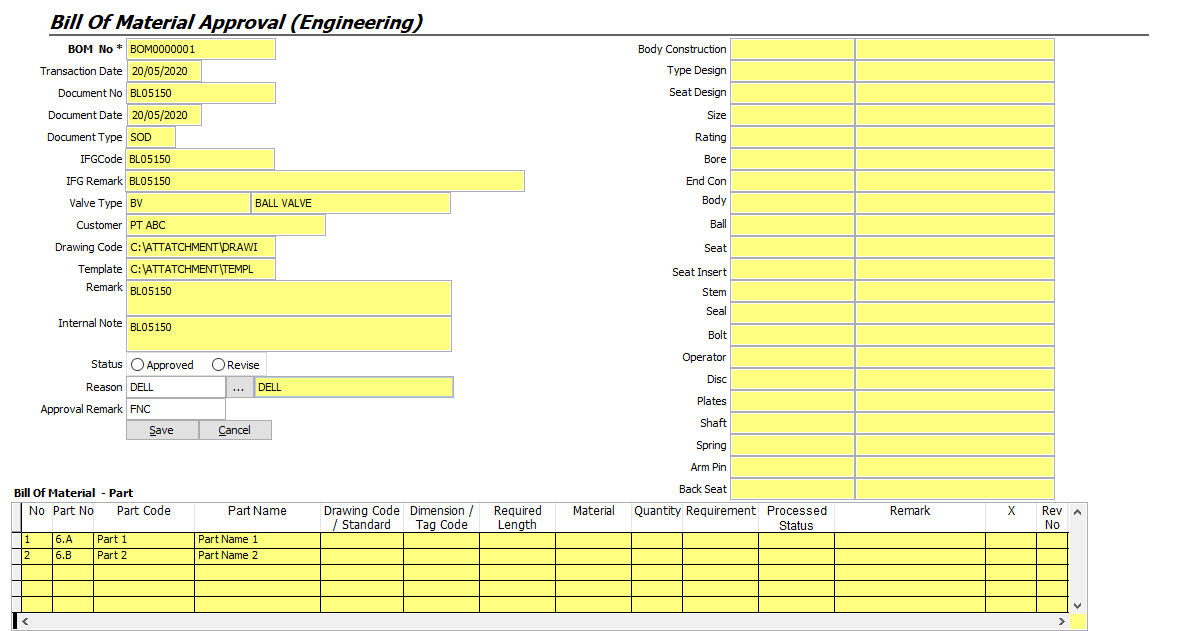 Bill Of Material Approval (Engineering)
BOM No * BOM0000001
Transaction Date 20/05/2020
Document No BL05150
Document Date 20/05/2020
Document Type SOD
IFGCode BL05150
IFG Remark BL05150
Valve Type BV BALL VALVE
Customer PT ABC
Drawing Code C:\ATTATCHMENT\DRAWI
Template C:\ATTATCHMENT\TEMPL
Remark BL05150
Internal Note BL05150
Status Approved Revise
Reason DELL ... DELL
Approval Remark FNC
Save Cancel
Body Construction
Type Design
Seat Design
Size
Rating
Bore
End Con
Body
Ball
Seat
Seat Insert
Stem
Seal
Bolt
Operator
Disc
Plates
Shaft
Spring
Arm Pin
Back Seat
Bill Of Material - Part
No Part No Part Code Part Name Drawing Code Dimension / Required Material Quantity Requirement Processed Remark X Rev
/ Standard Tag Code Length Status No
1 6.A Part 1 Part Name 1
2 6.B Part 2 Part Name 2